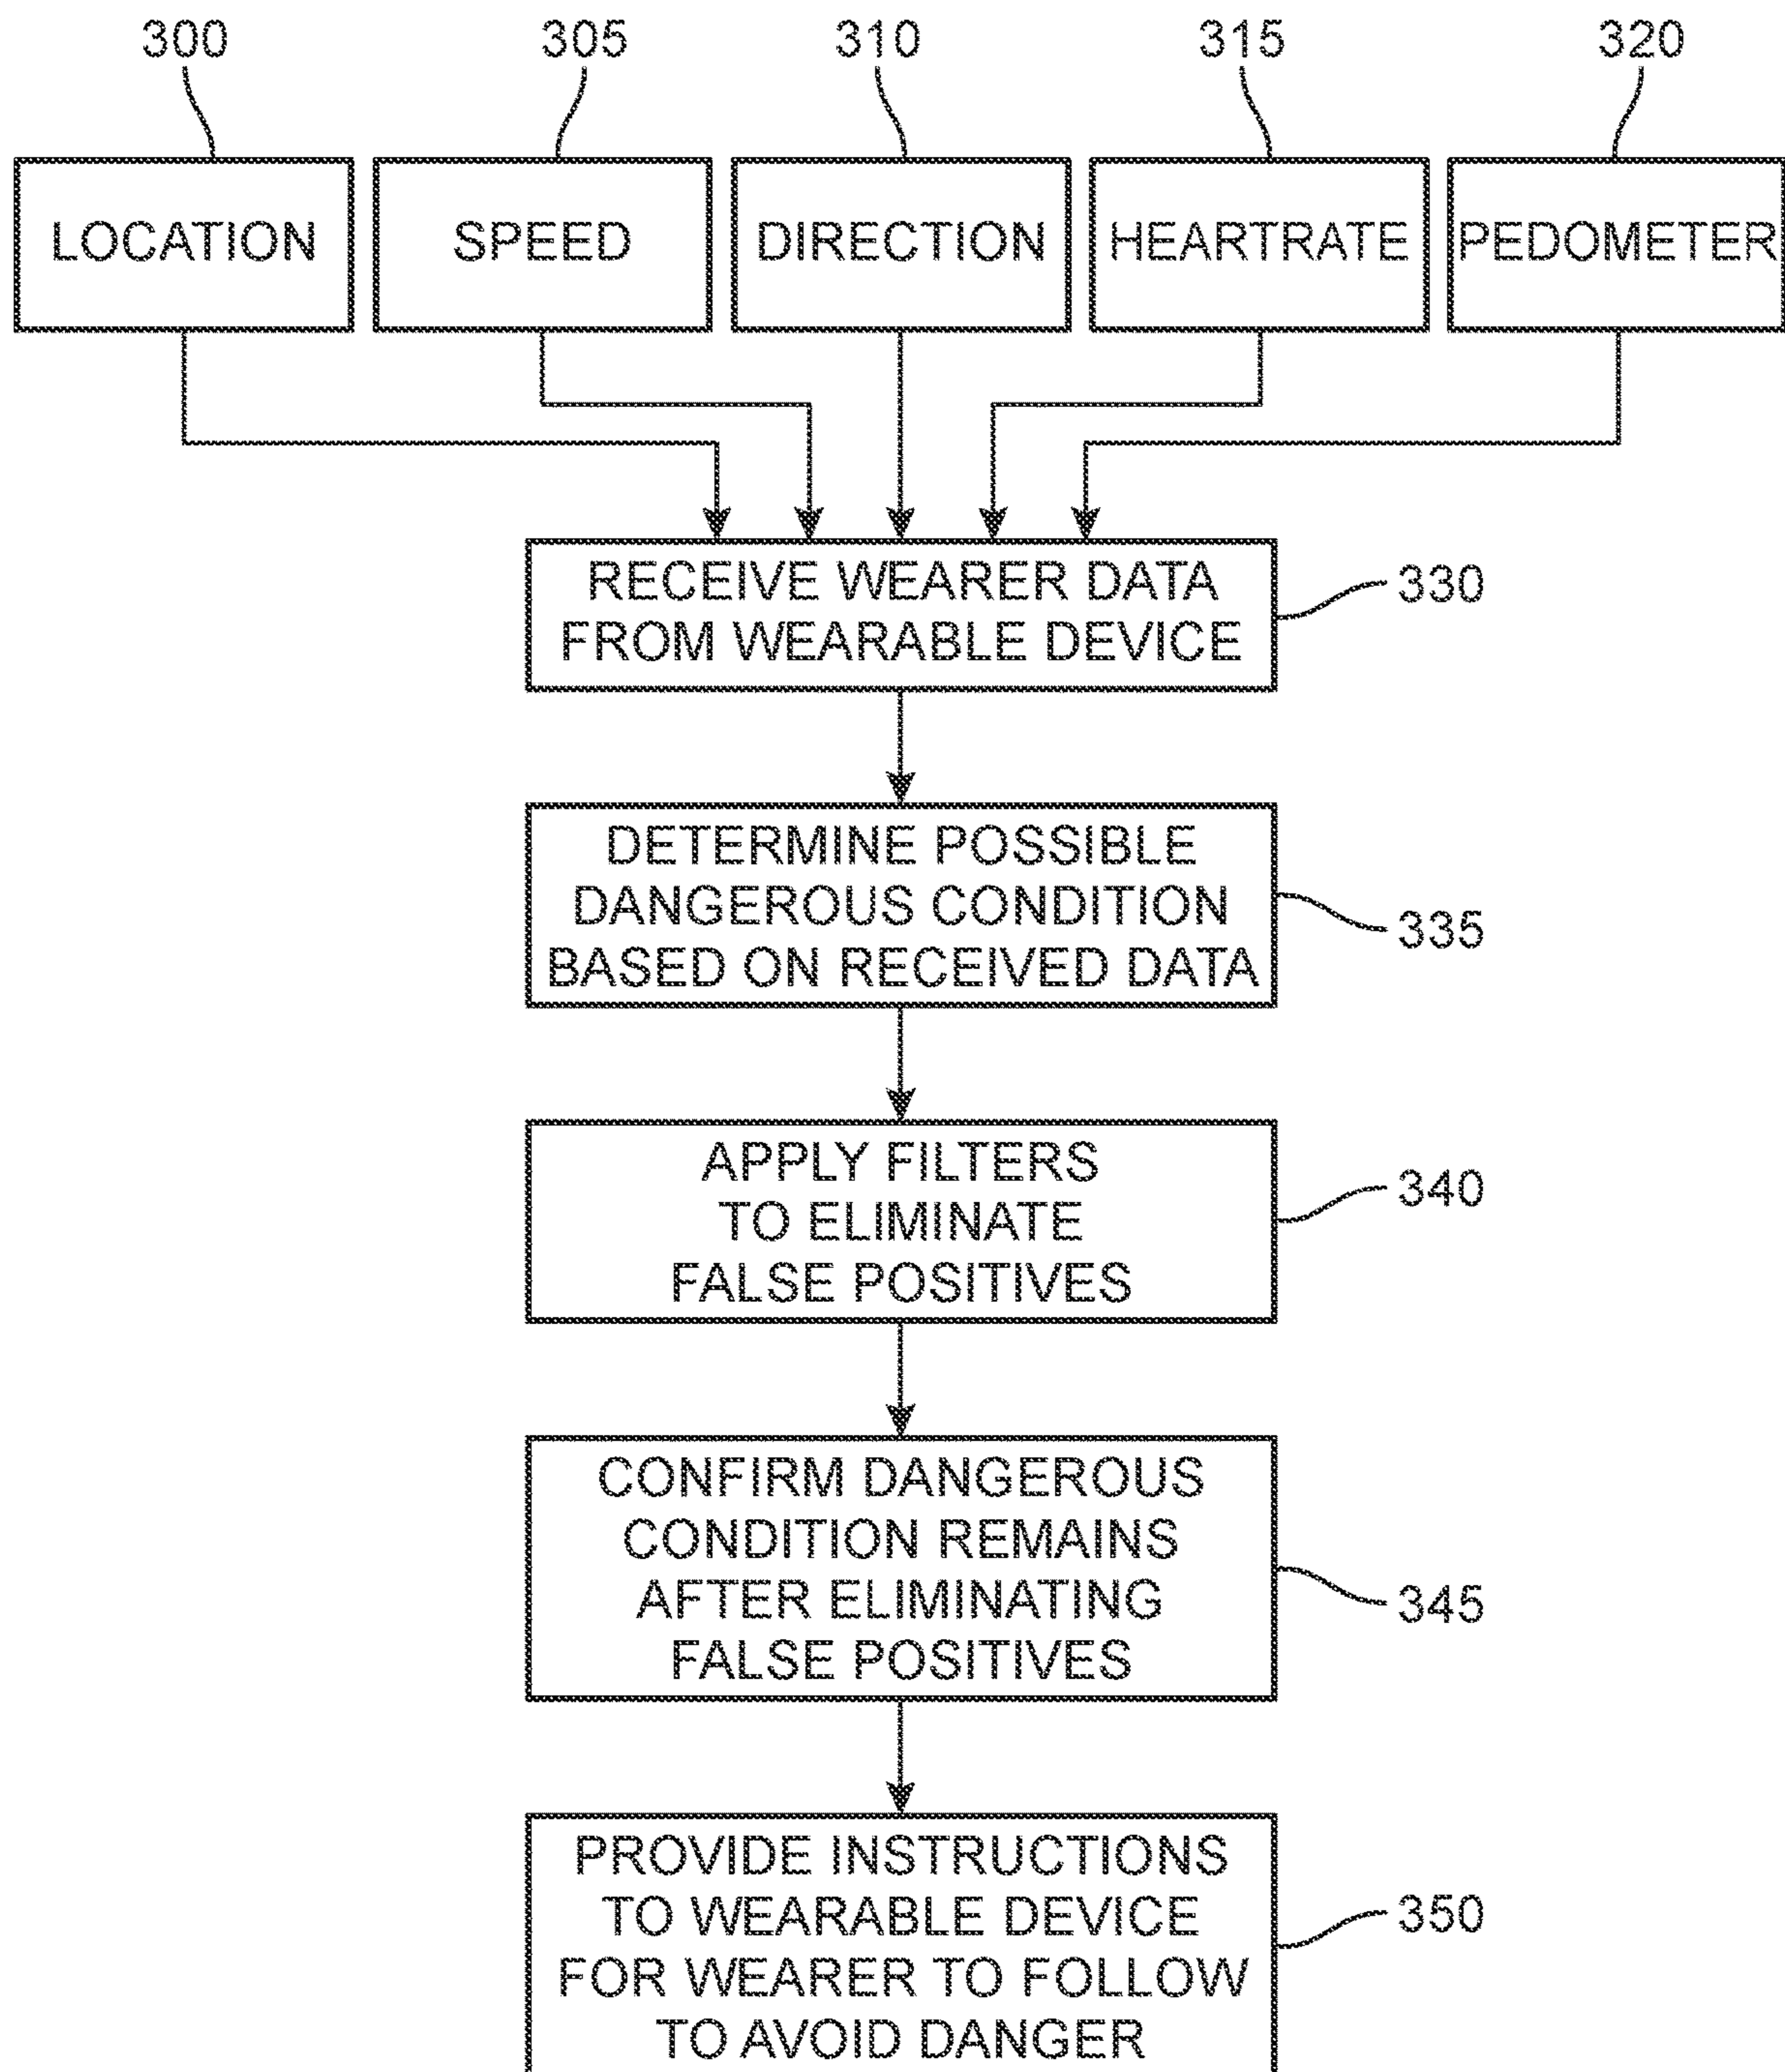 300
305
310
315
320
LOCATION
SPEED
DIRECTION
HEARTRATE
PEDOMETER
RECEIVE WEARER DATA
FROM WEARABLE DEVICE
330
DETERMINE POSSIBLE
DANGEROUS CONDITION
BASED ON RECEIVED DATA
335
APPLY FILTERS
TO ELIMINATE
FALSE POSITIVES
340
CONFIRM DANGEROUS
CONDITION REMAINS
AFTER ELIMINATING
FALSE POSITIVES
345
PROVIDE INSTRUCTIONS
TO WEARABLE DEVICE
FOR WEARER TO FOLLOW
TO AVOID DANGER
350